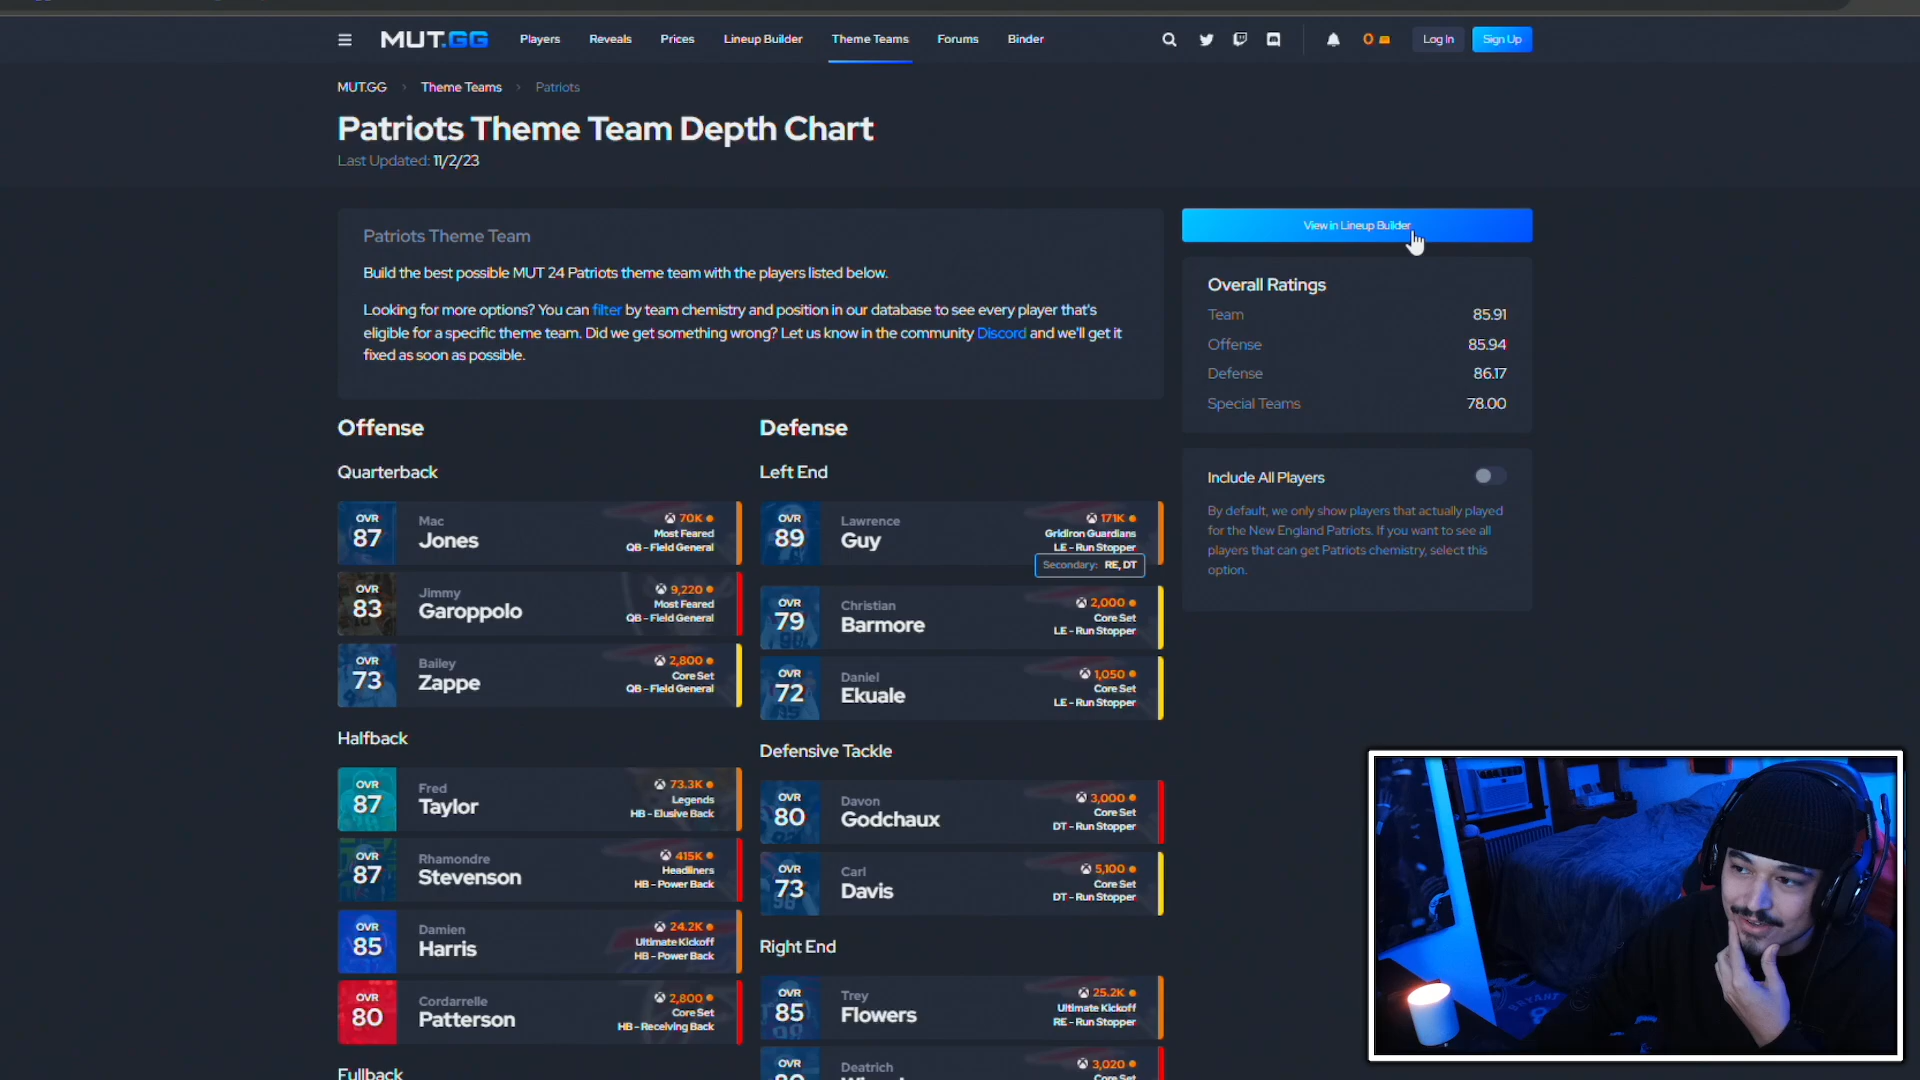 MUT.GG
Players
Reveals
Prices
Lineup Builder
Theme Teams
Forums
Binder
0
Log In
Sign Up
MUT.GG > Theme Teams > Patriots
Patriots Theme Team Depth Chart
Last Updated: 11/2/23
Patriots Theme Team
Build the best possible MUT 24 Patriots theme team with the players listed below.
Looking for more options? You can filter by team chemistry and position in our database to see every player that's
eligible for a specific theme team. Did we get something wrong? Let us know in the community Discord and we'll get it
fixed as soon as possible.
View in Lineup Builder
Overall Ratings
Team 85.91
Offense 85.94
Defense 86.17
Special Teams 78.00
Include All Players
By default, we only show players that actually played
for the New England Patriots. If you want to see all
players that can get Patriots chemistry, select this
option.
Offense
Quarterback
OVR
87
Mac
Jones
70K
Most Feared
QB - Field General
OVR
83
Jimmy
Garoppolo
9,220
Most Feared
QB - Field General
OVR
73
Bailey
Zappe
2,800
Core Set
QB - Field General
Halfback
OVR
87
Fred
Taylor
73.3K
Legends
HB - Elusive Back
OVR
87
Rhamondre
Stevenson
415K
Headliners
HB - Power Back
OVR
85
Damien
Harris
24.2K
Ultimate Kickoff
HB - Power Back
OVR
80
Cordarrelle
Patterson
2,800
Core Set
HB - Receiving Back
Fullback
Defense
Left End
OVR
89
Lawrence
Guy
171K
Gridiron Guardians
LE - Run Stopper
Secondary: RE, DT
OVR
79
Christian
Barmore
2,000
Core Set
LE - Run Stopper
OVR
72
Daniel
Ekuale
1,050
Core Set
LE - Run Stopper
Defensive Tackle
OVR
80
Davon
Godchaux
3,000
Core Set
DT - Run Stopper
OVR
73
Carl
Davis
5,100
Core Set
DT - Run Stopper
Right End
OVR
85
Trey
Flowers
25.2K
Ultimate Kickoff
RE - Run Stopper
OVR
Deatrich
3,020
Core Set